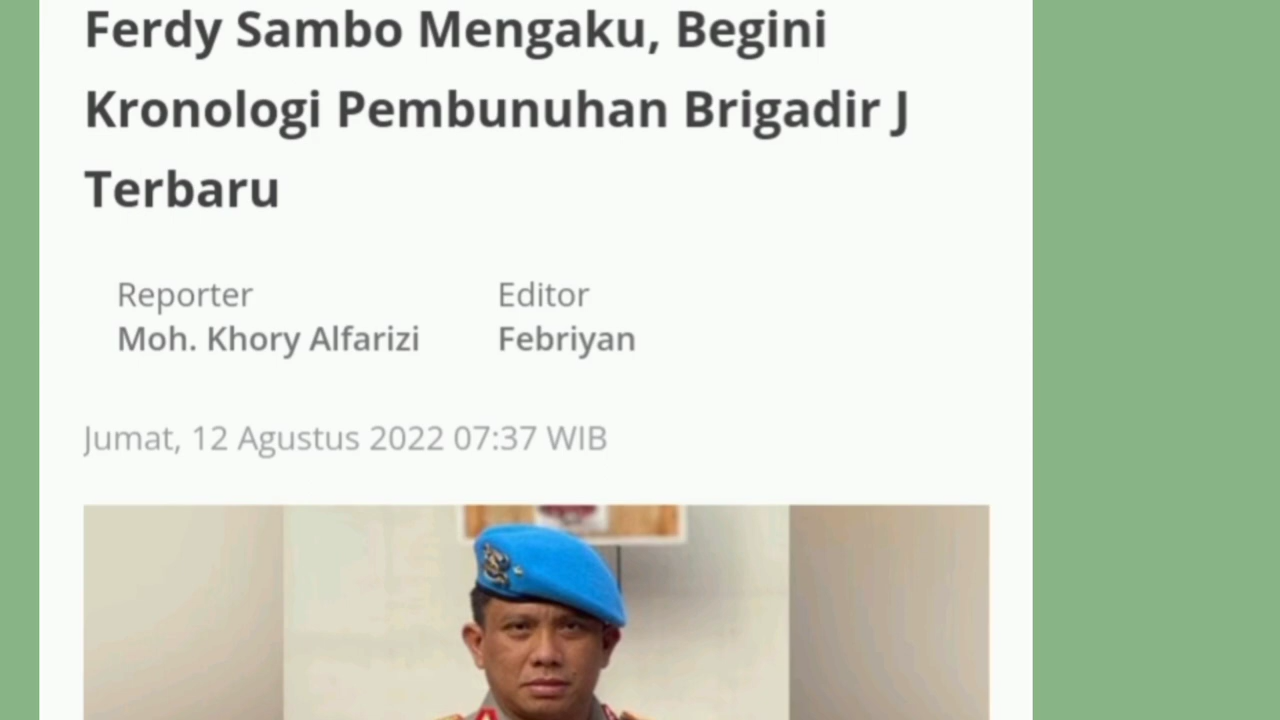 Ferdy Sambo Mengaku, Begini
Kronologi Pembunuhan Brigadir J
Terbaru
Reporter
Editor
Moh. Khory Alfarizi
Febriyan
Jumat, 12 Agustus 2022 07:37 WIB